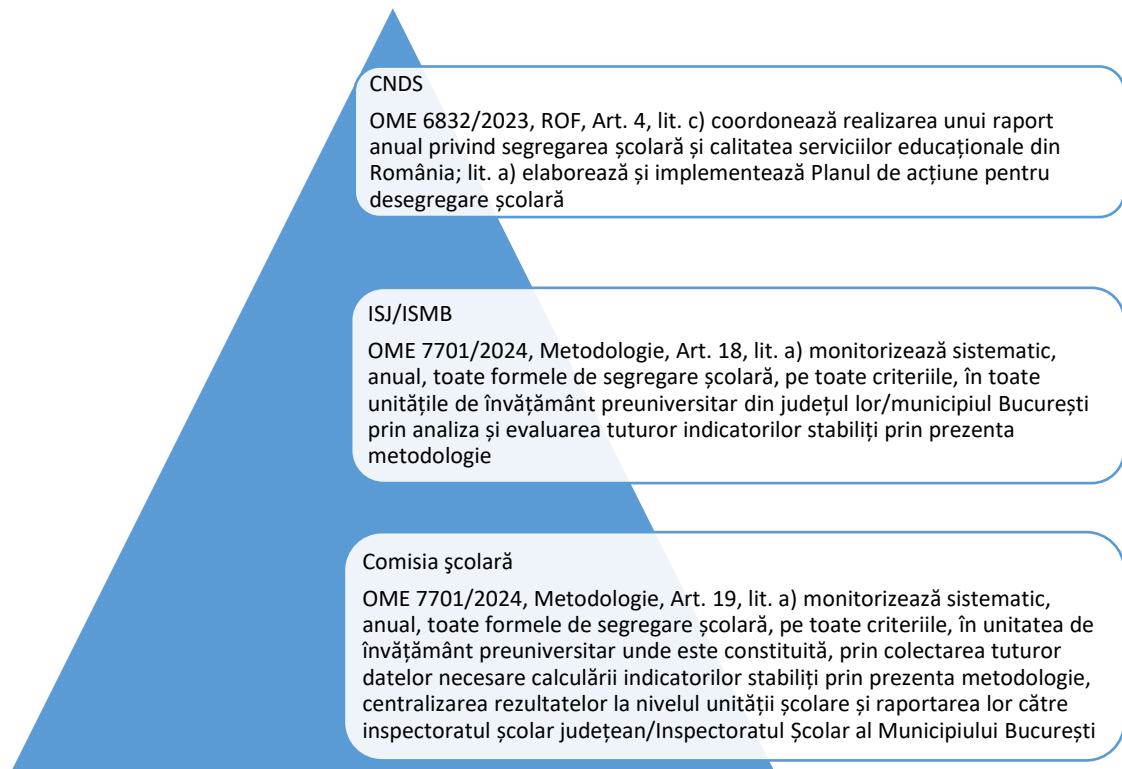 CNDS
OME 6832/2023, ROF, Art. 4, lit. c) coordonează realizarea unui raport
anual privind segregarea școlară și calitatea serviciilor educaționale din
România; lit. a) elaborează și implementează Planul de acțiune pentru
desegregare școlară
ISJ/ISMB
OME 7701/2024, Metodologie, Art. 18, lit. a) monitorizează sistematic,
anual, toate formele de segregare școlară, pe toate criteriile, în toate
unitățile de învățământ preuniversitar din județul lor/municipiul București
prin analiza și evaluarea tuturor indicatorilor stabiliți prin prezenta
metodologie
Comisia şcolară
OME 7701/2024, Metodologie, Art. 19, lit. a) monitorizează sistematic,
anual, toate formele de segregare școlară, pe toate criteriile, în unitatea de
învățământ preuniversitar unde este constituită, prin colectarea tuturor
datelor necesare calculării indicatorilor stabiliți prin prezenta metodologie,
centralizarea rezultatelor la nivelul unității școlare și raportarea lor către
inspectoratul școlar județean/Inspectoratul Școlar al Municipiului București